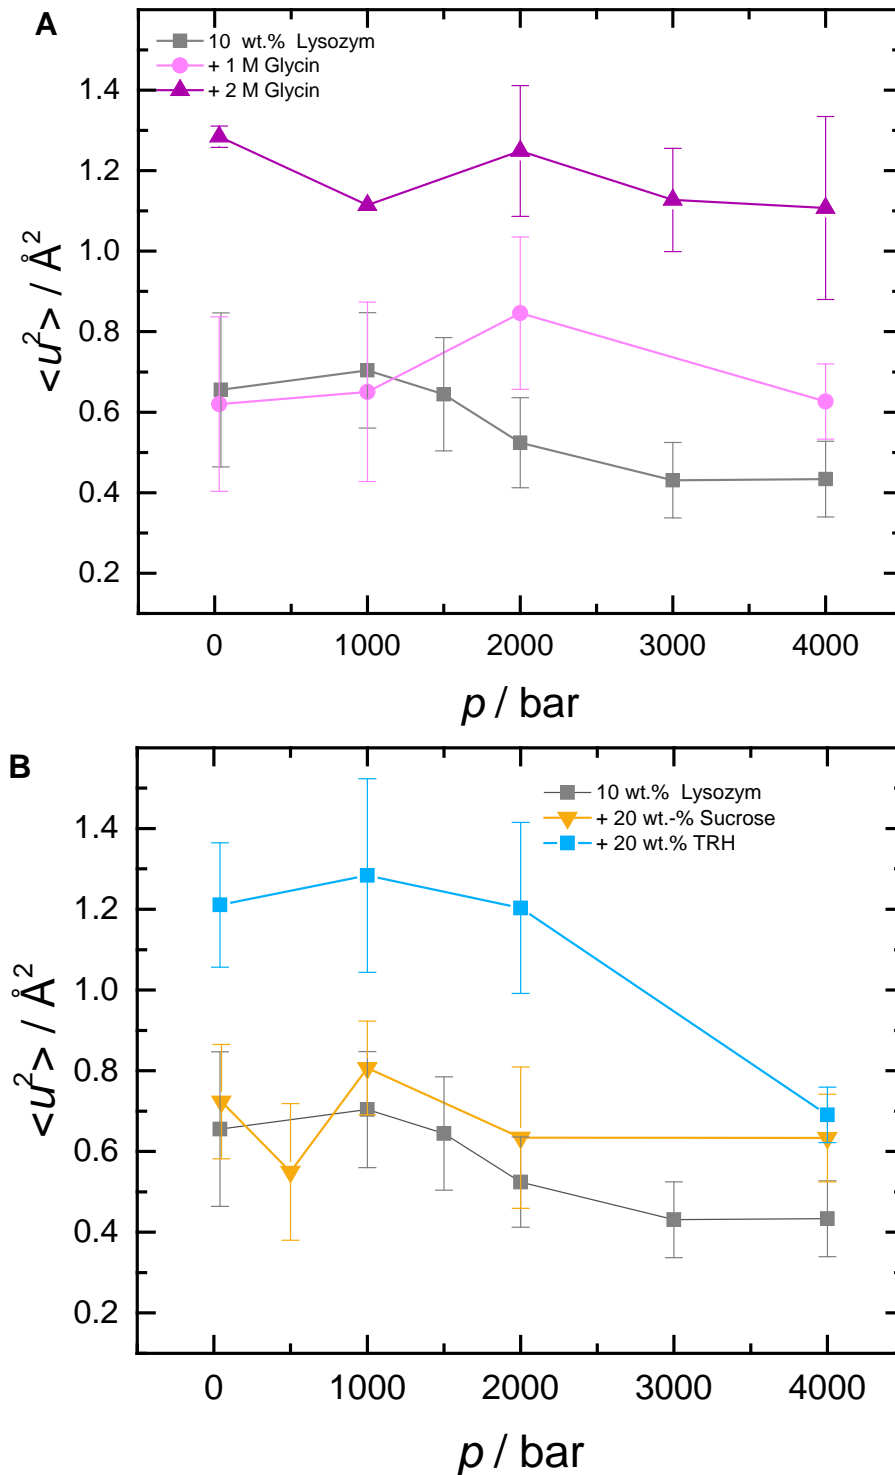 A
10 wt.% Lysozym
+ 1 M Glycin
+ 2 M Glycin
1.4
1.2
1.0
0.8
0.6
0.4
0.2
<u²> / Å²
0 1000 2000 3000 4000
p / bar
B
10 wt.% Lysozym
+ 20 wt.-% Sucrose
+ 20 wt.% TRH
1.4
1.2
1.0
0.8
0.6
0.4
0.2
<u²> / Å²
0 1000 2000 3000 4000
p / bar